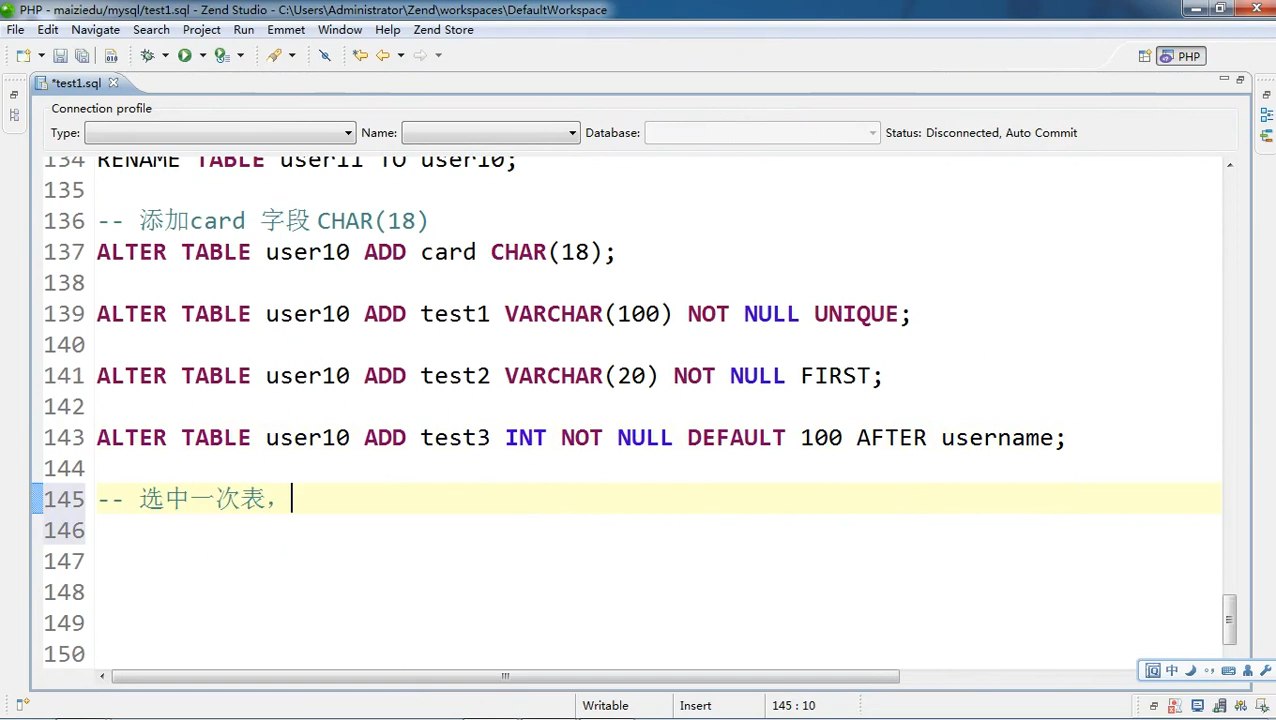 PHP - maiziedu/mysql/test1.sql - Zend Studio - C:\Users\Administrator\Zend\workspaces\DefaultWorkspace
File Edit Navigate Search Project Run Emmet Window Help Zend Store
PHP
*test1.sql
Connection profile
Type: Name: Database: Status: Disconnected, Auto Commit
134 RENAME TABLE user11 TO user10;
135
136 -- 添加card 字段 CHAR(18)
137 ALTER TABLE user10 ADD card CHAR(18);
138
139 ALTER TABLE user10 ADD test1 VARCHAR(100) NOT NULL UNIQUE;
140
141 ALTER TABLE user10 ADD test2 VARCHAR(20) NOT NULL FIRST;
142
143 ALTER TABLE user10 ADD test3 INT NOT NULL DEFAULT 100 AFTER username;
144
145 -- 选中一次表，
146
147
148
149
150
中
Writable Insert 145 : 10